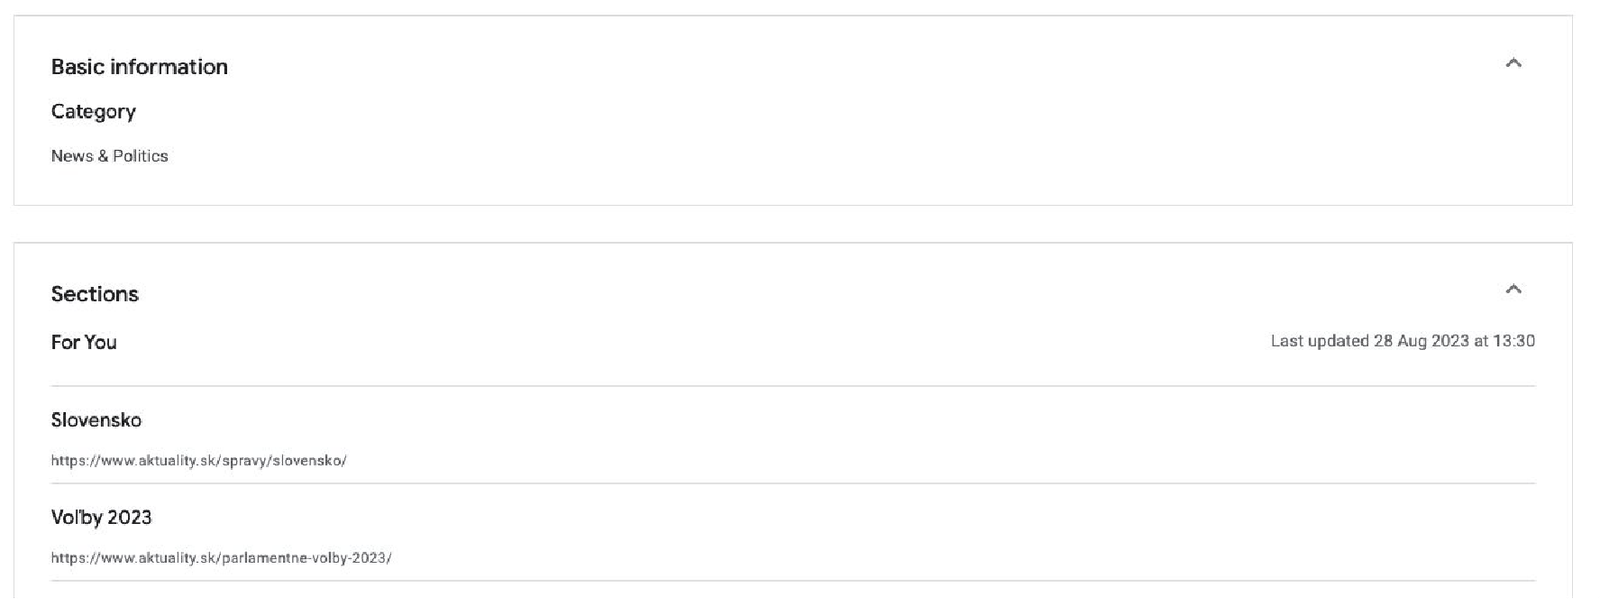 Basic information
Category
News & Politics
Sections
For You
Last updated 28 Aug 2023 at 13:30
Slovensko
https://www.aktuality.sk/spravy/slovensko/
Voľby 2023
https://www.aktuality.sk/parlamentne-volby-2023/